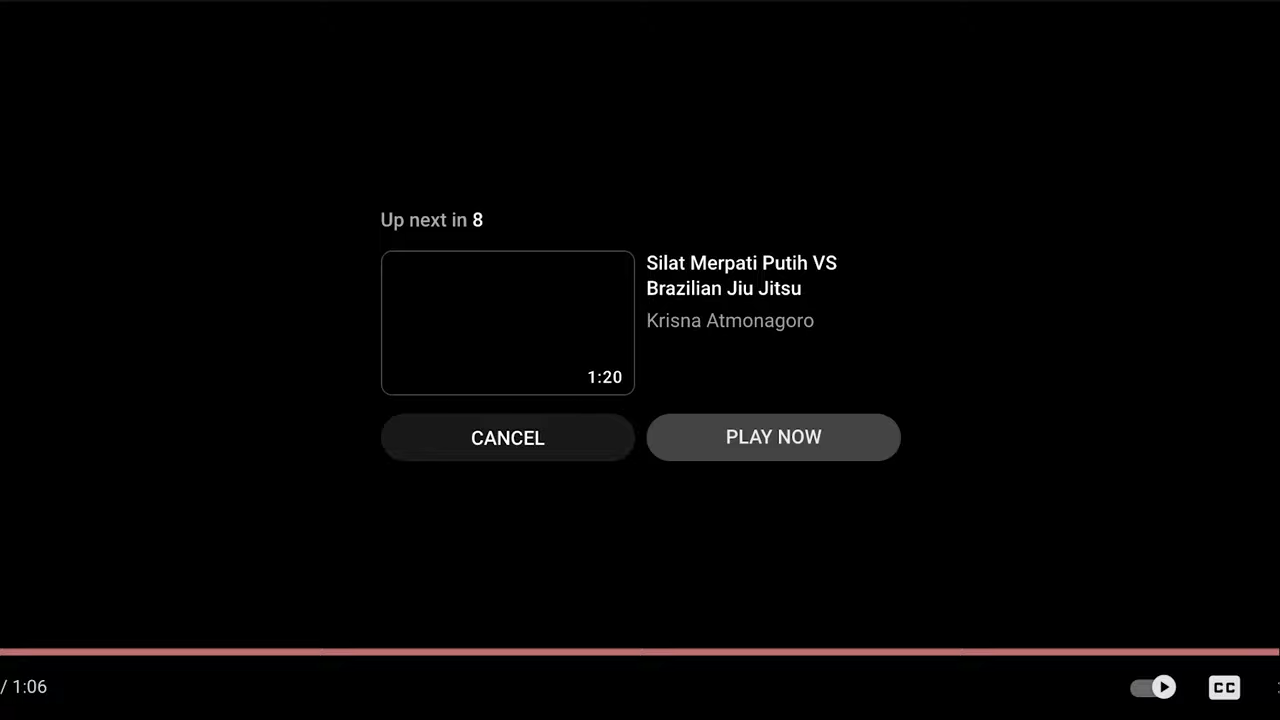 Up next in 8
Silat Merpati Putih VS
Brazilian Jiu Jitsu
Krisna Atmonagoro
1:20
CANCEL
PLAY NOW
/ 1:06
CC